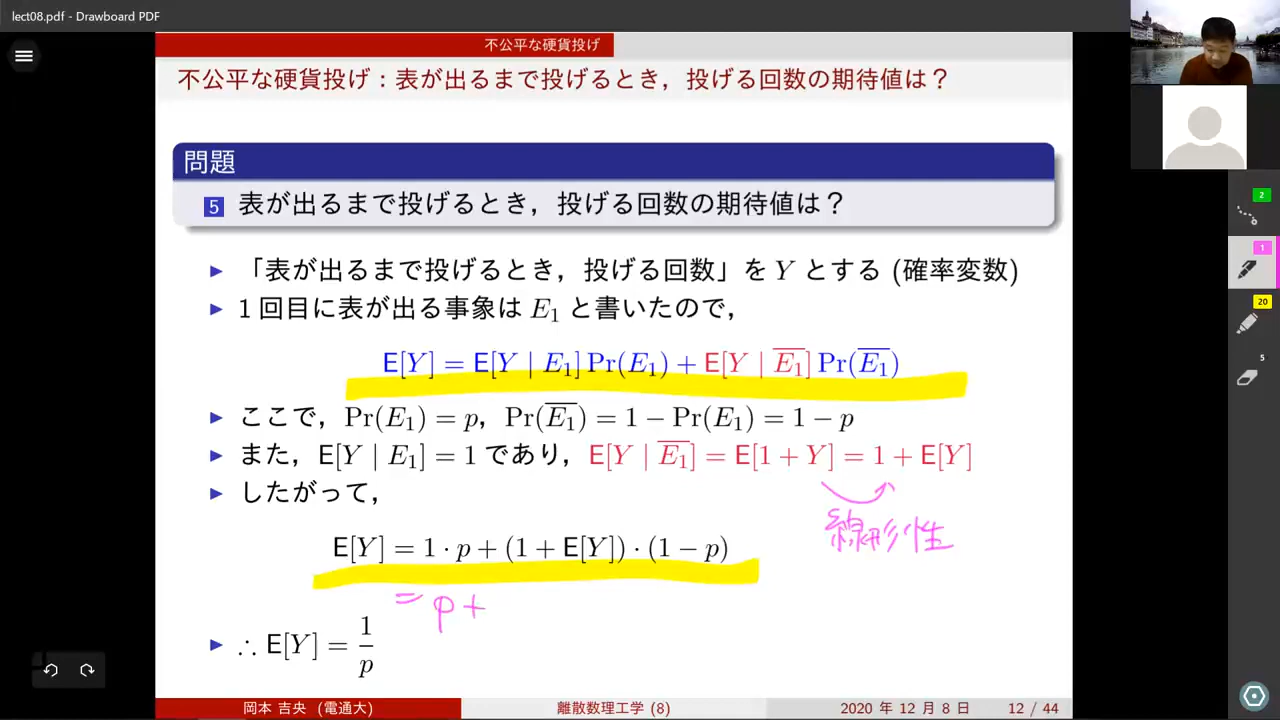 lect08.pdf - Drawboard PDF
不公平な硬貨投げ
不公平な硬貨投げ：表が出るまで投げるとき，投げる回数の期待値は？
問題
5 表が出るまで投げるとき，投げる回数の期待値は？
▶ 「表が出るまで投げるとき，投げる回数」を Y とする (確率変数)
▶ 1 回目に表が出る事象は E₁ と書いたので，
E[Y] = E[Y | E₁] Pr(E₁) + E[Y | E̅₁] Pr(E̅₁)
▶ ここで，Pr(E₁) = p，Pr(E̅₁) = 1 − Pr(E₁) = 1 − p
▶ また，E[Y | E₁] = 1 であり，E[Y | E̅₁] = E[1 + Y] = 1 + E[Y]
▶ したがって，
線形性
E[Y] = 1 · p + (1 + E[Y]) · (1 − p)
= p +
▶ ∴ E[Y] = 1/p
岡本 吉央 (電通大) 離散数理工学 (8) 2020 年 12 月 8 日 12 / 44
2
1
20
5